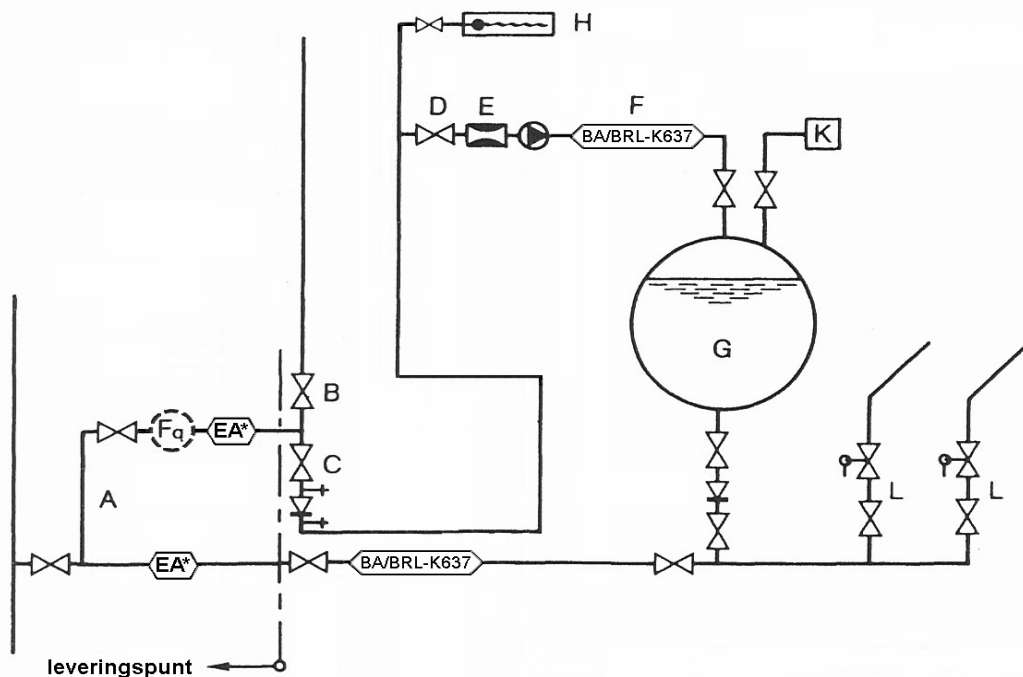 H
D E F
BA/BRL-K637
K
G
B
Fq EA*
C
A
L L
EA*
BA/BRL-K637
leveringspunt